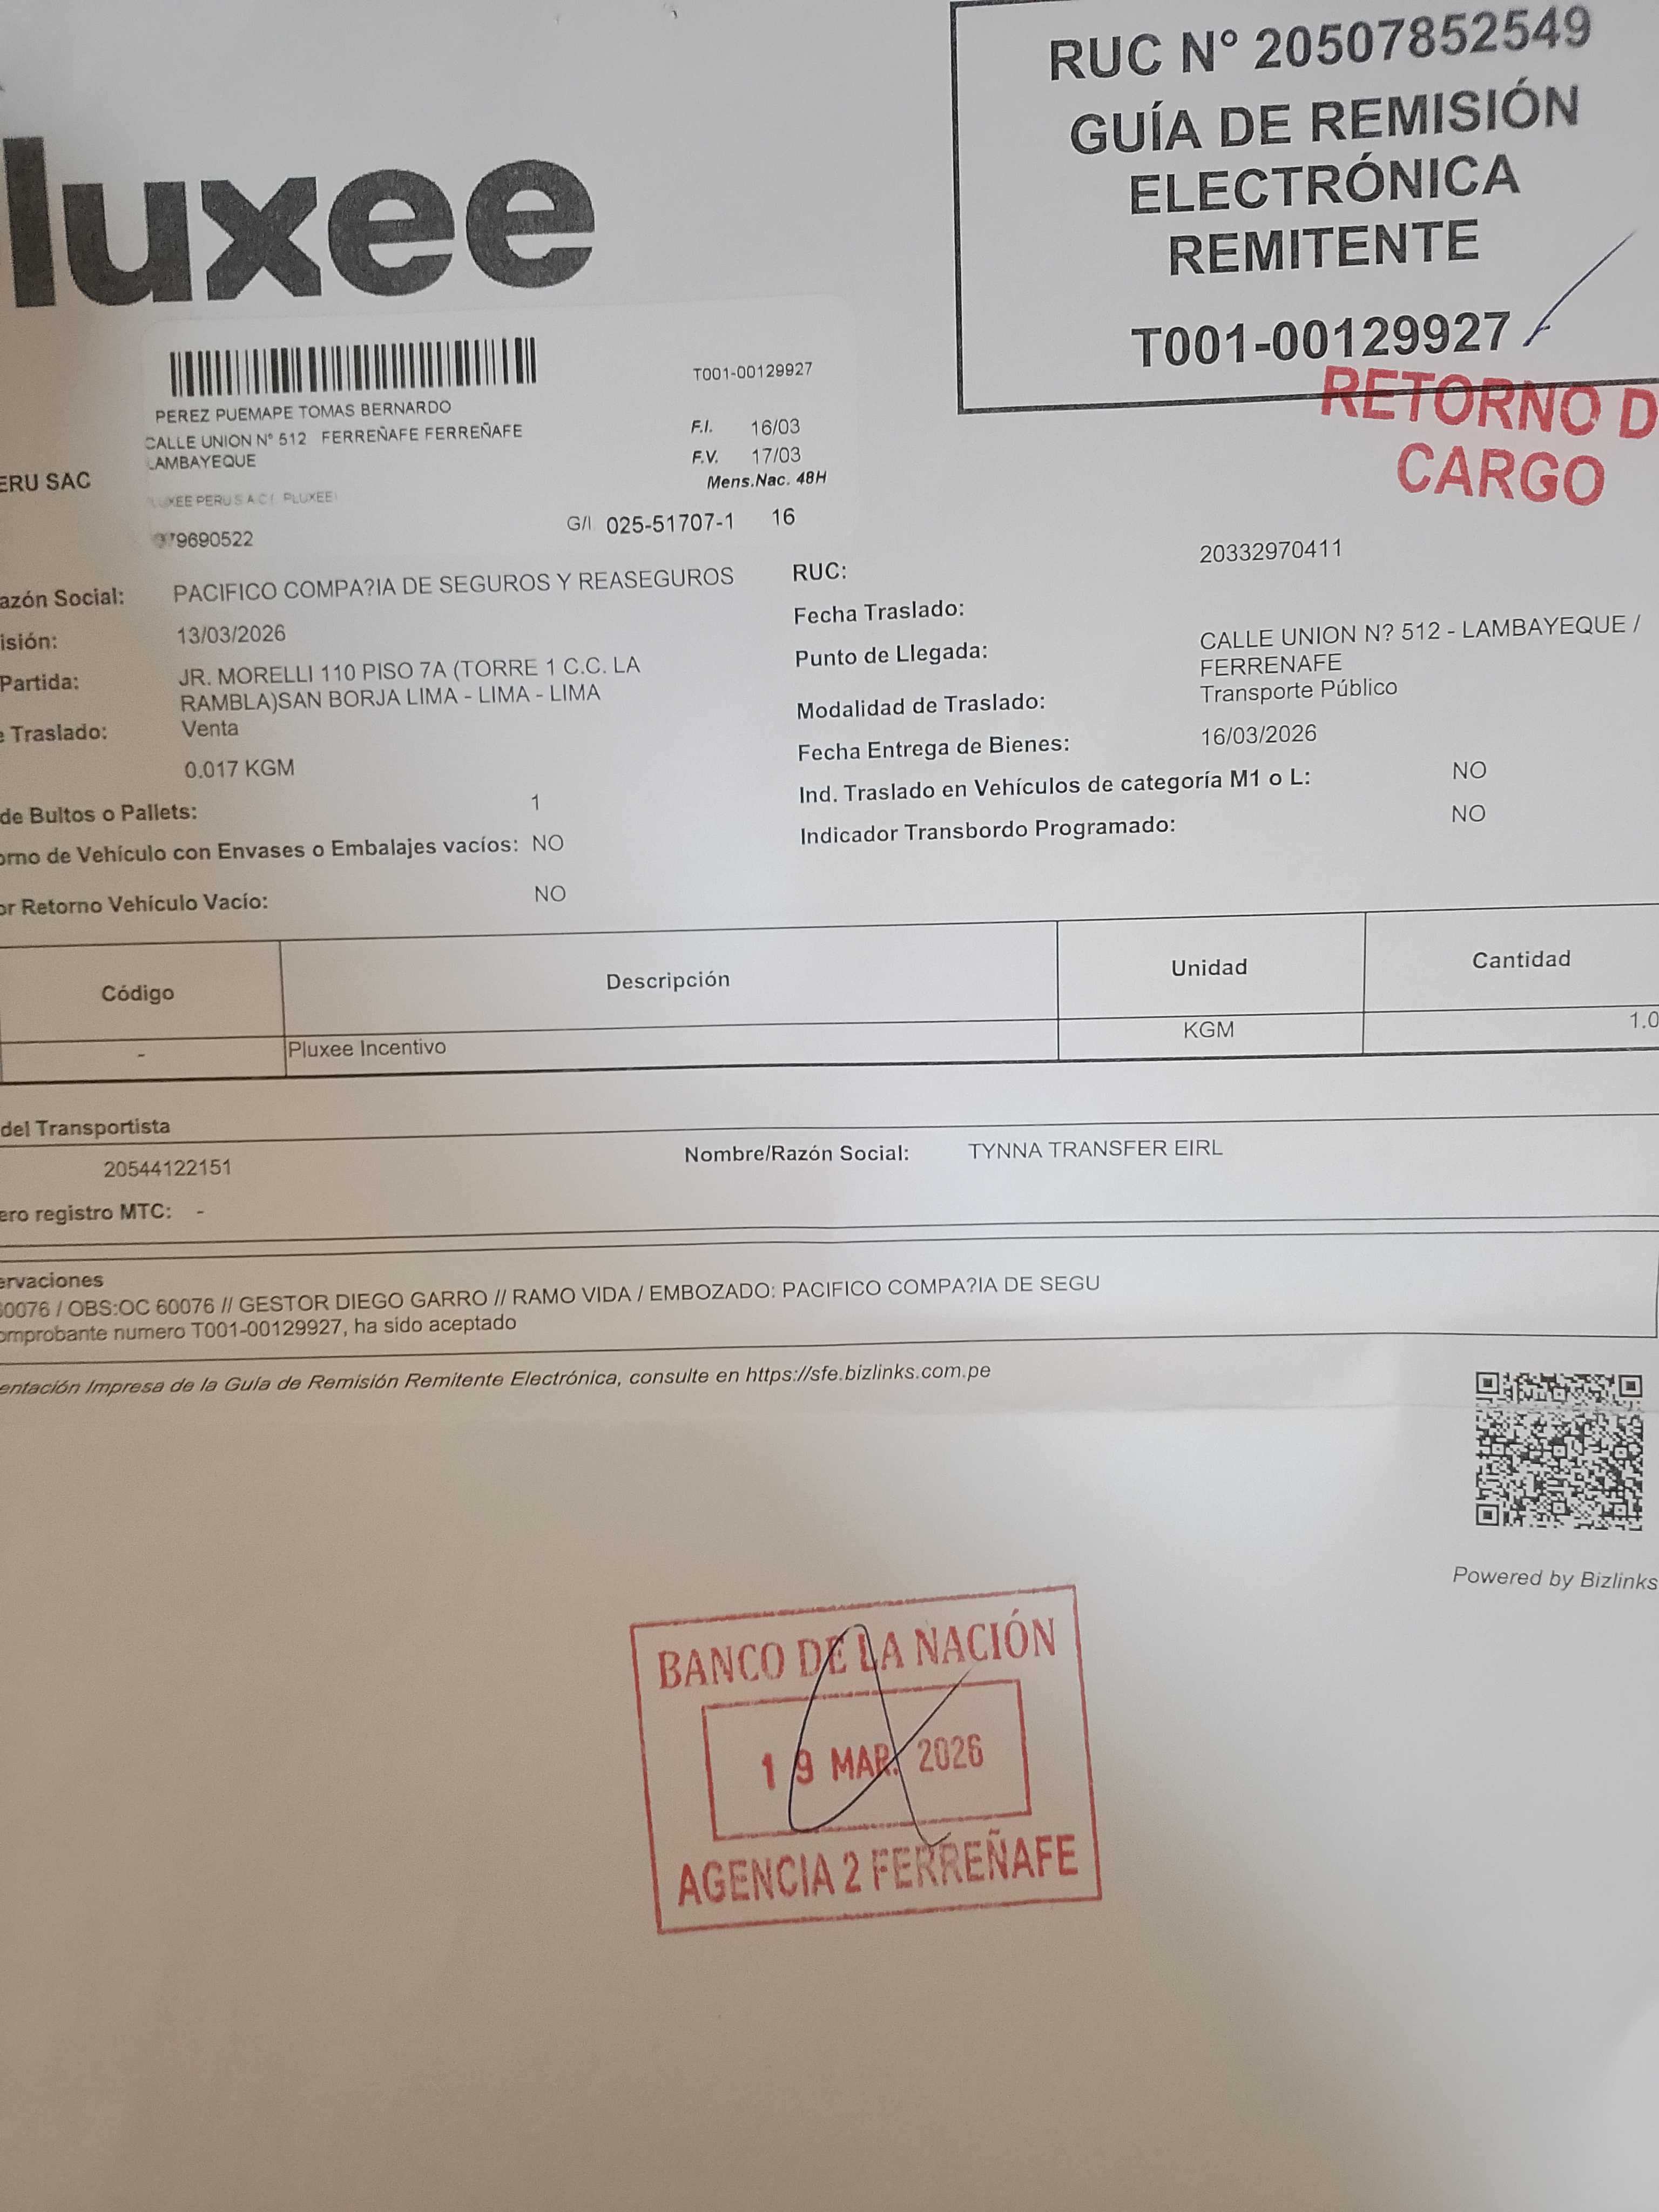 luxee
RUC N° 20507852549
GUÍA DE REMISIÓN
ELECTRÓNICA
REMITENTE
T001-00129927
RETORNO D
CARGO
T001-00129927
PEREZ PUEMAPE TOMAS BERNARDO
CALLE UNION N° 512 FERREÑAFE FERREÑAFE
LAMBAYEQUE
F.I. 16/03
F.V. 17/03
Mens.Nac. 48H
ERU SAC
LUXEE PERU S A C ( PLUXEE)
G/I 025-51707-1 16
979690522
azón Social: PACIFICO COMPA?IA DE SEGUROS Y REASEGUROS
RUC: 20332970411
isión: 13/03/2026
Fecha Traslado:
Partida: JR. MORELLI 110 PISO 7A (TORRE 1 C.C. LA
RAMBLA)SAN BORJA LIMA - LIMA - LIMA
Punto de Llegada: CALLE UNION N? 512 - LAMBAYEQUE /
FERRENAFE
e Traslado: Venta
Modalidad de Traslado: Transporte Público
0.017 KGM
Fecha Entrega de Bienes: 16/03/2026
de Bultos o Pallets: 1
Ind. Traslado en Vehículos de categoría M1 o L: NO
orno de Vehículo con Envases o Embalajes vacíos: NO
Indicador Transbordo Programado: NO
or Retorno Vehículo Vacío: NO
Código Descripción Unidad Cantidad
- Pluxee Incentivo KGM 1.0
del Transportista
20544122151 Nombre/Razón Social: TYNNA TRANSFER EIRL
ero registro MTC: -
ervaciones
60076 / OBS:OC 60076 // GESTOR DIEGO GARRO // RAMO VIDA / EMBOZADO: PACIFICO COMPA?IA DE SEGU
omprobante numero T001-00129927, ha sido aceptado
entación Impresa de la Guía de Remisión Remitente Electrónica, consulte en https://sfe.bizlinks.com.pe
Powered by Bizlinks
BANCO DE LA NACIÓN
19 MAR. 2026
AGENCIA 2 FERREÑAFE